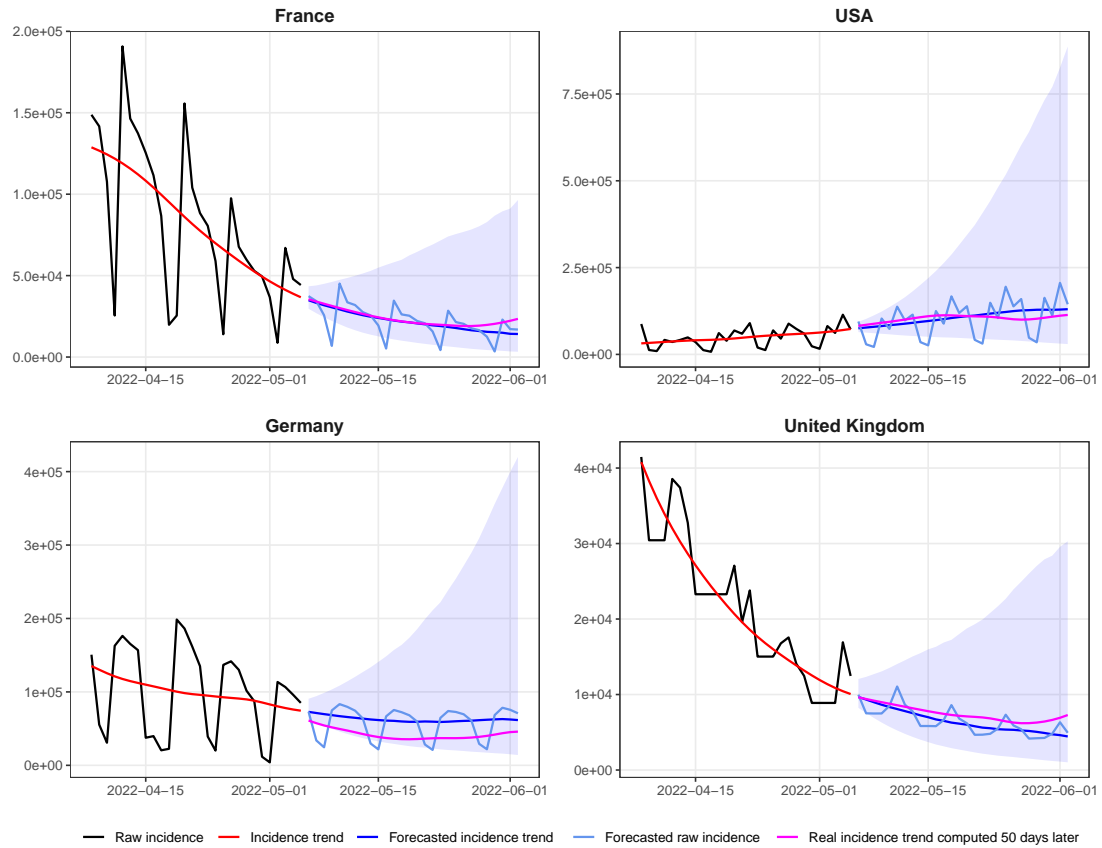 France
USA
2.0e+05
1.5e+05
1.0e+05
5.0e+04
0.0e+00
2022−04−15
2022−05−01
2022−05−15
2022−06−01
7.5e+05
5.0e+05
2.5e+05
0.0e+00
2022−04−15
2022−05−01
2022−05−15
2022−06−01
Germany
United Kingdom
4e+05
3e+05
2e+05
1e+05
0e+00
2022−04−15
2022−05−01
2022−05−15
2022−06−01
4e+04
3e+04
2e+04
1e+04
0e+00
2022−04−15
2022−05−01
2022−05−15
2022−06−01
Raw incidence Incidence trend Forecasted incidence trend Forecasted raw incidence Real incidence trend computed 50 days later